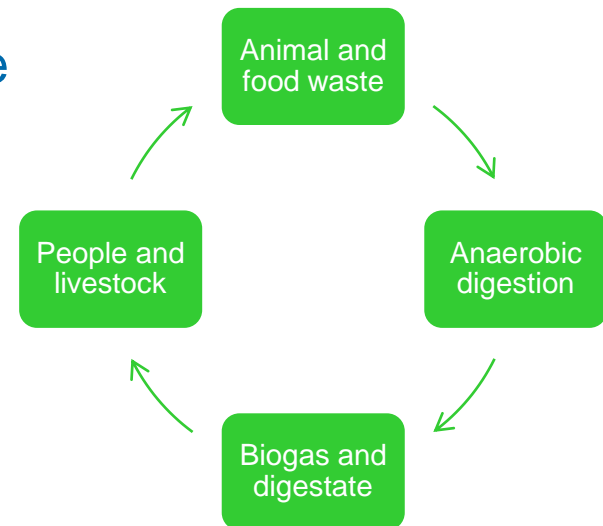 e
Animal and
food waste
People and
livestock
Anaerobic
digestion
Biogas and
digestate